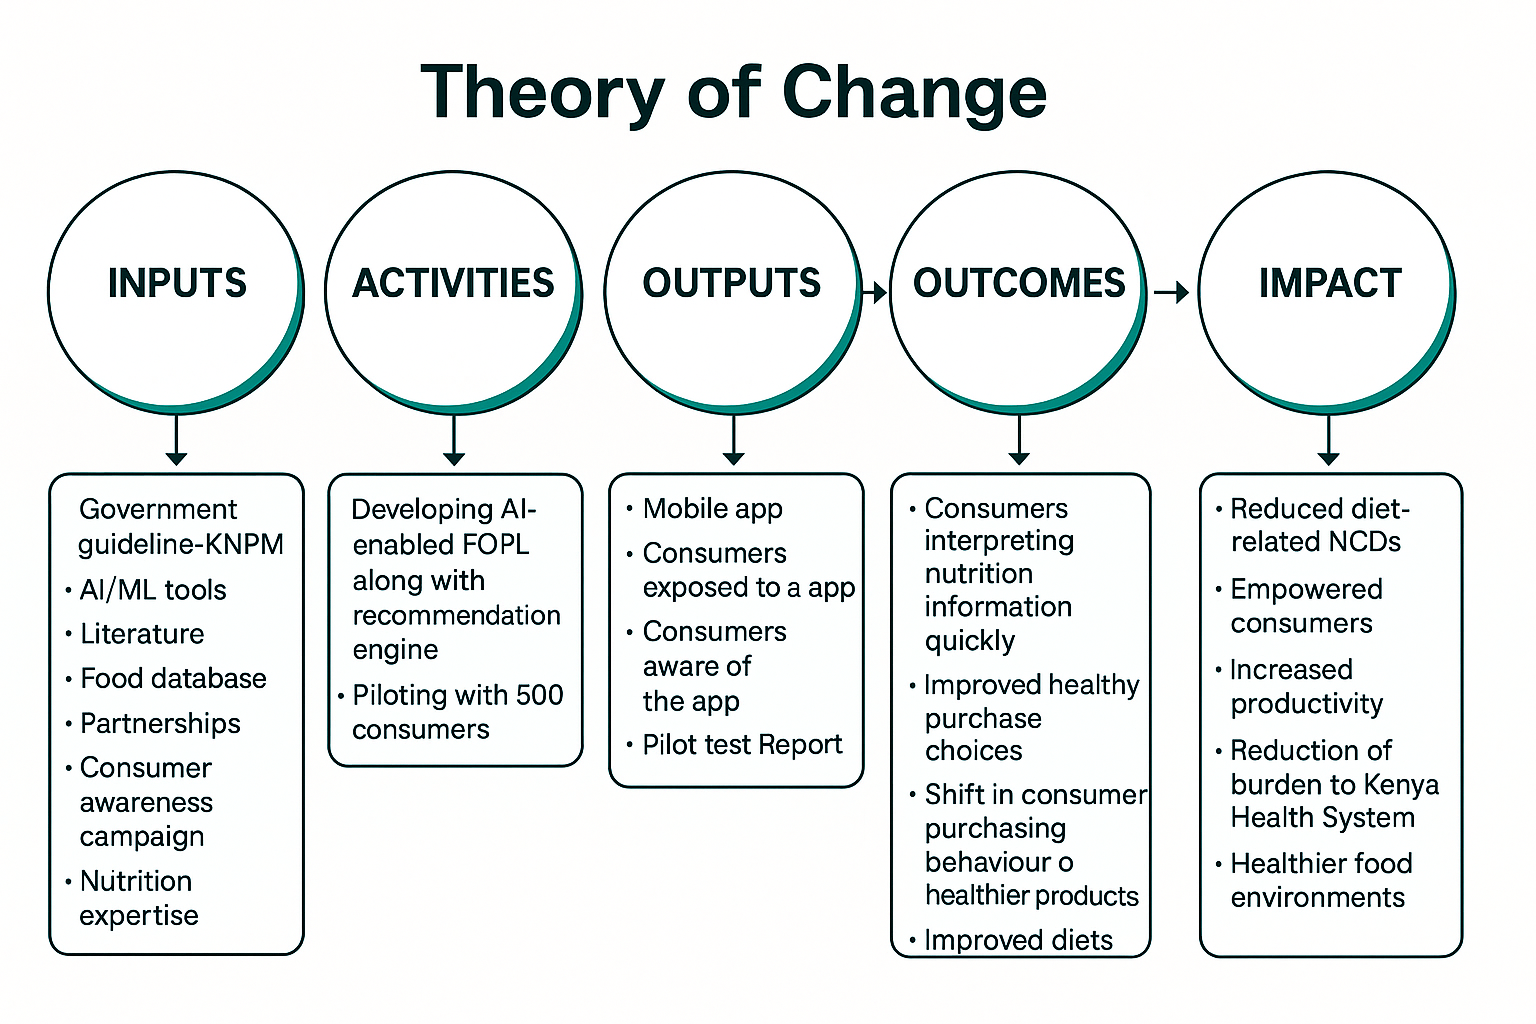 Theory of Change
INPUTS
ACTIVITIES
OUTPUTS
OUTCOMES
IMPACT
Government
guideline-KNPM
• AI/ML tools
• Literature
• Food database
• Partnerships
• Consumer
awareness
campaign
• Nutrition
expertise
Developing AI-
enabled FOPL
along with
recommendation
engine
• Piloting with 500
consumers
• Mobile app
• Consumers
exposed to a app
• Consumers
aware of
the app
• Pilot test Report
• Consumers
interpreting
nutrition
information
quickly
• Improved healthy
purchase
choices
• Shift in consumer
purchasing
behaviour o
healthier products
• Improved diets
• Reduced diet-
related NCDs
• Empowered
consumers
• Increased
productivity
• Reduction of
burden to Kenya
Health System
• Healthier food
environments